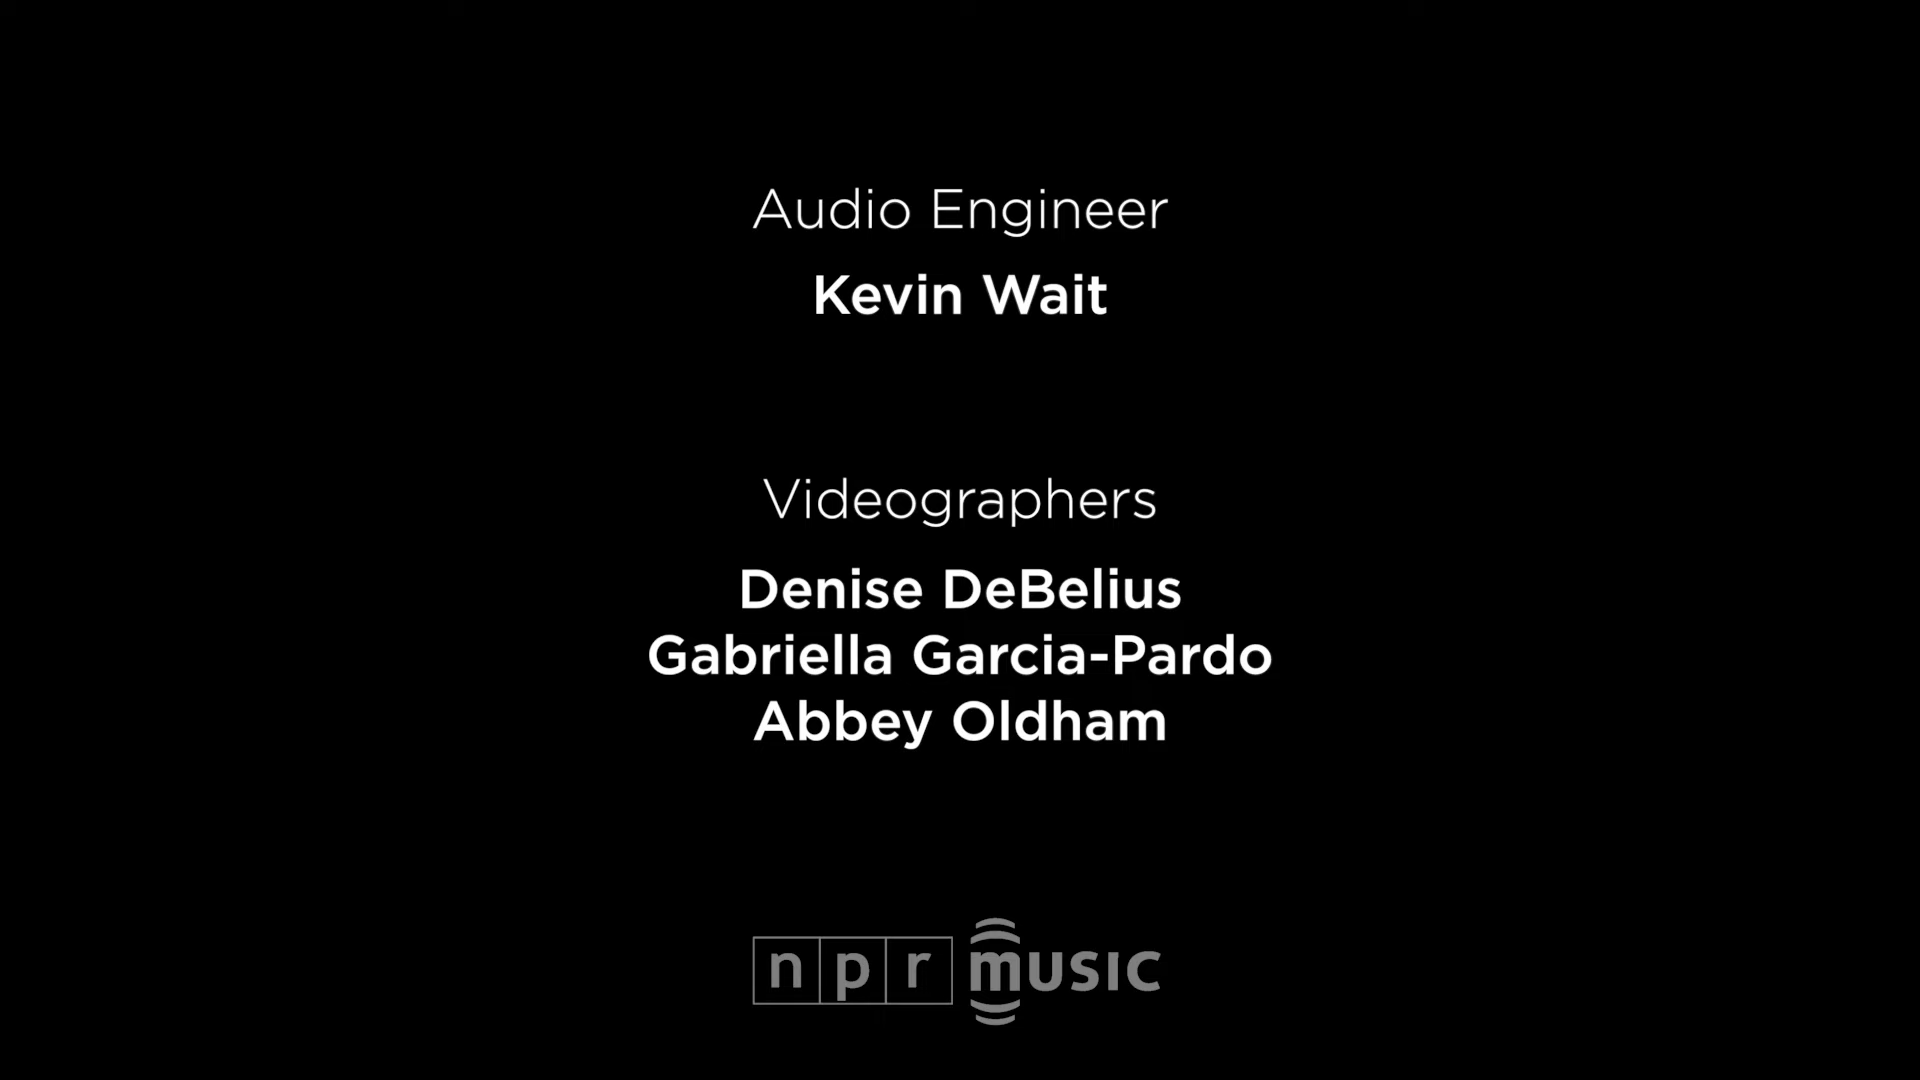 Audio Engineer
Kevin Wait
Videographers
Denise DeBelius
Gabriella Garcia-Pardo
Abbey Oldham
npr music